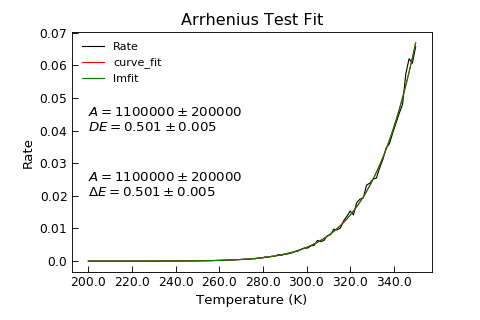 Arrhenius Test Fit
0.07
0.06
0.05
0.04
0.03
0.02
0.01
0.0
Rate
Rate
curve_fit
lmfit
A = 1100000 ± 200000
DE = 0.501 ± 0.005
A = 1100000 ± 200000
ΔE = 0.501 ± 0.005
200.0 220.0 240.0 260.0 280.0 300.0 320.0 340.0
Temperature (K)